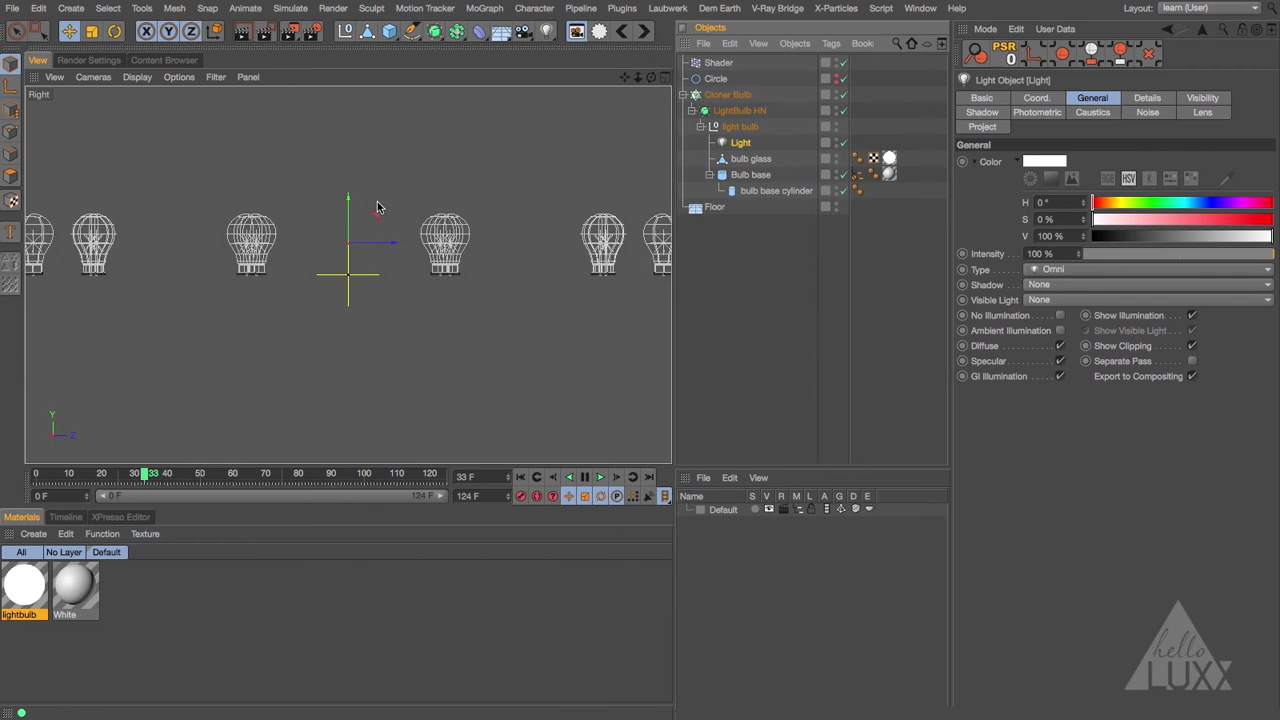 File Edit Create Select Tools Mesh Snap Animate Simulate Render Sculpt Motion Tracker MoGraph Character Pipeline Plugins Laubwerk Dem Earth V-Ray Bridge X-Particles Script Window Help Layout: learn (User)
X Y Z
PSR
0
View Render Settings Content Browser
View Cameras Display Options Filter Panel
Right
Y
Z
0 10 20 30 33 40 50 60 70 80 90 100 110 120 33 F
0 F 0 F 124 F 124 F
Materials Timeline XPresso Editor
Create Edit Function Texture
All No Layer Default
lightbulb White
Objects
File Edit View Objects Tags Book
Shader
Circle
Cloner Bulb
LightBulb HN
light bulb
Light
bulb glass
Bulb base
bulb base cylinder
Floor
File Edit View
Name S V R M L A G D E
Default
Mode Edit User Data
Light Object [Light]
Basic Coord. General Details Visibility
Shadow Photometric Caustics Noise Lens
Project
General
Color
HSV
H 0 °
S 0 %
V 100 %
Intensity 100 %
Type Omni
Shadow None
Visible Light None
No Illumination Show Illumination
Ambient Illumination Show Visible Light
Diffuse Show Clipping
Specular Separate Pass
GI Illumination Export to Compositing
hello
LUXX